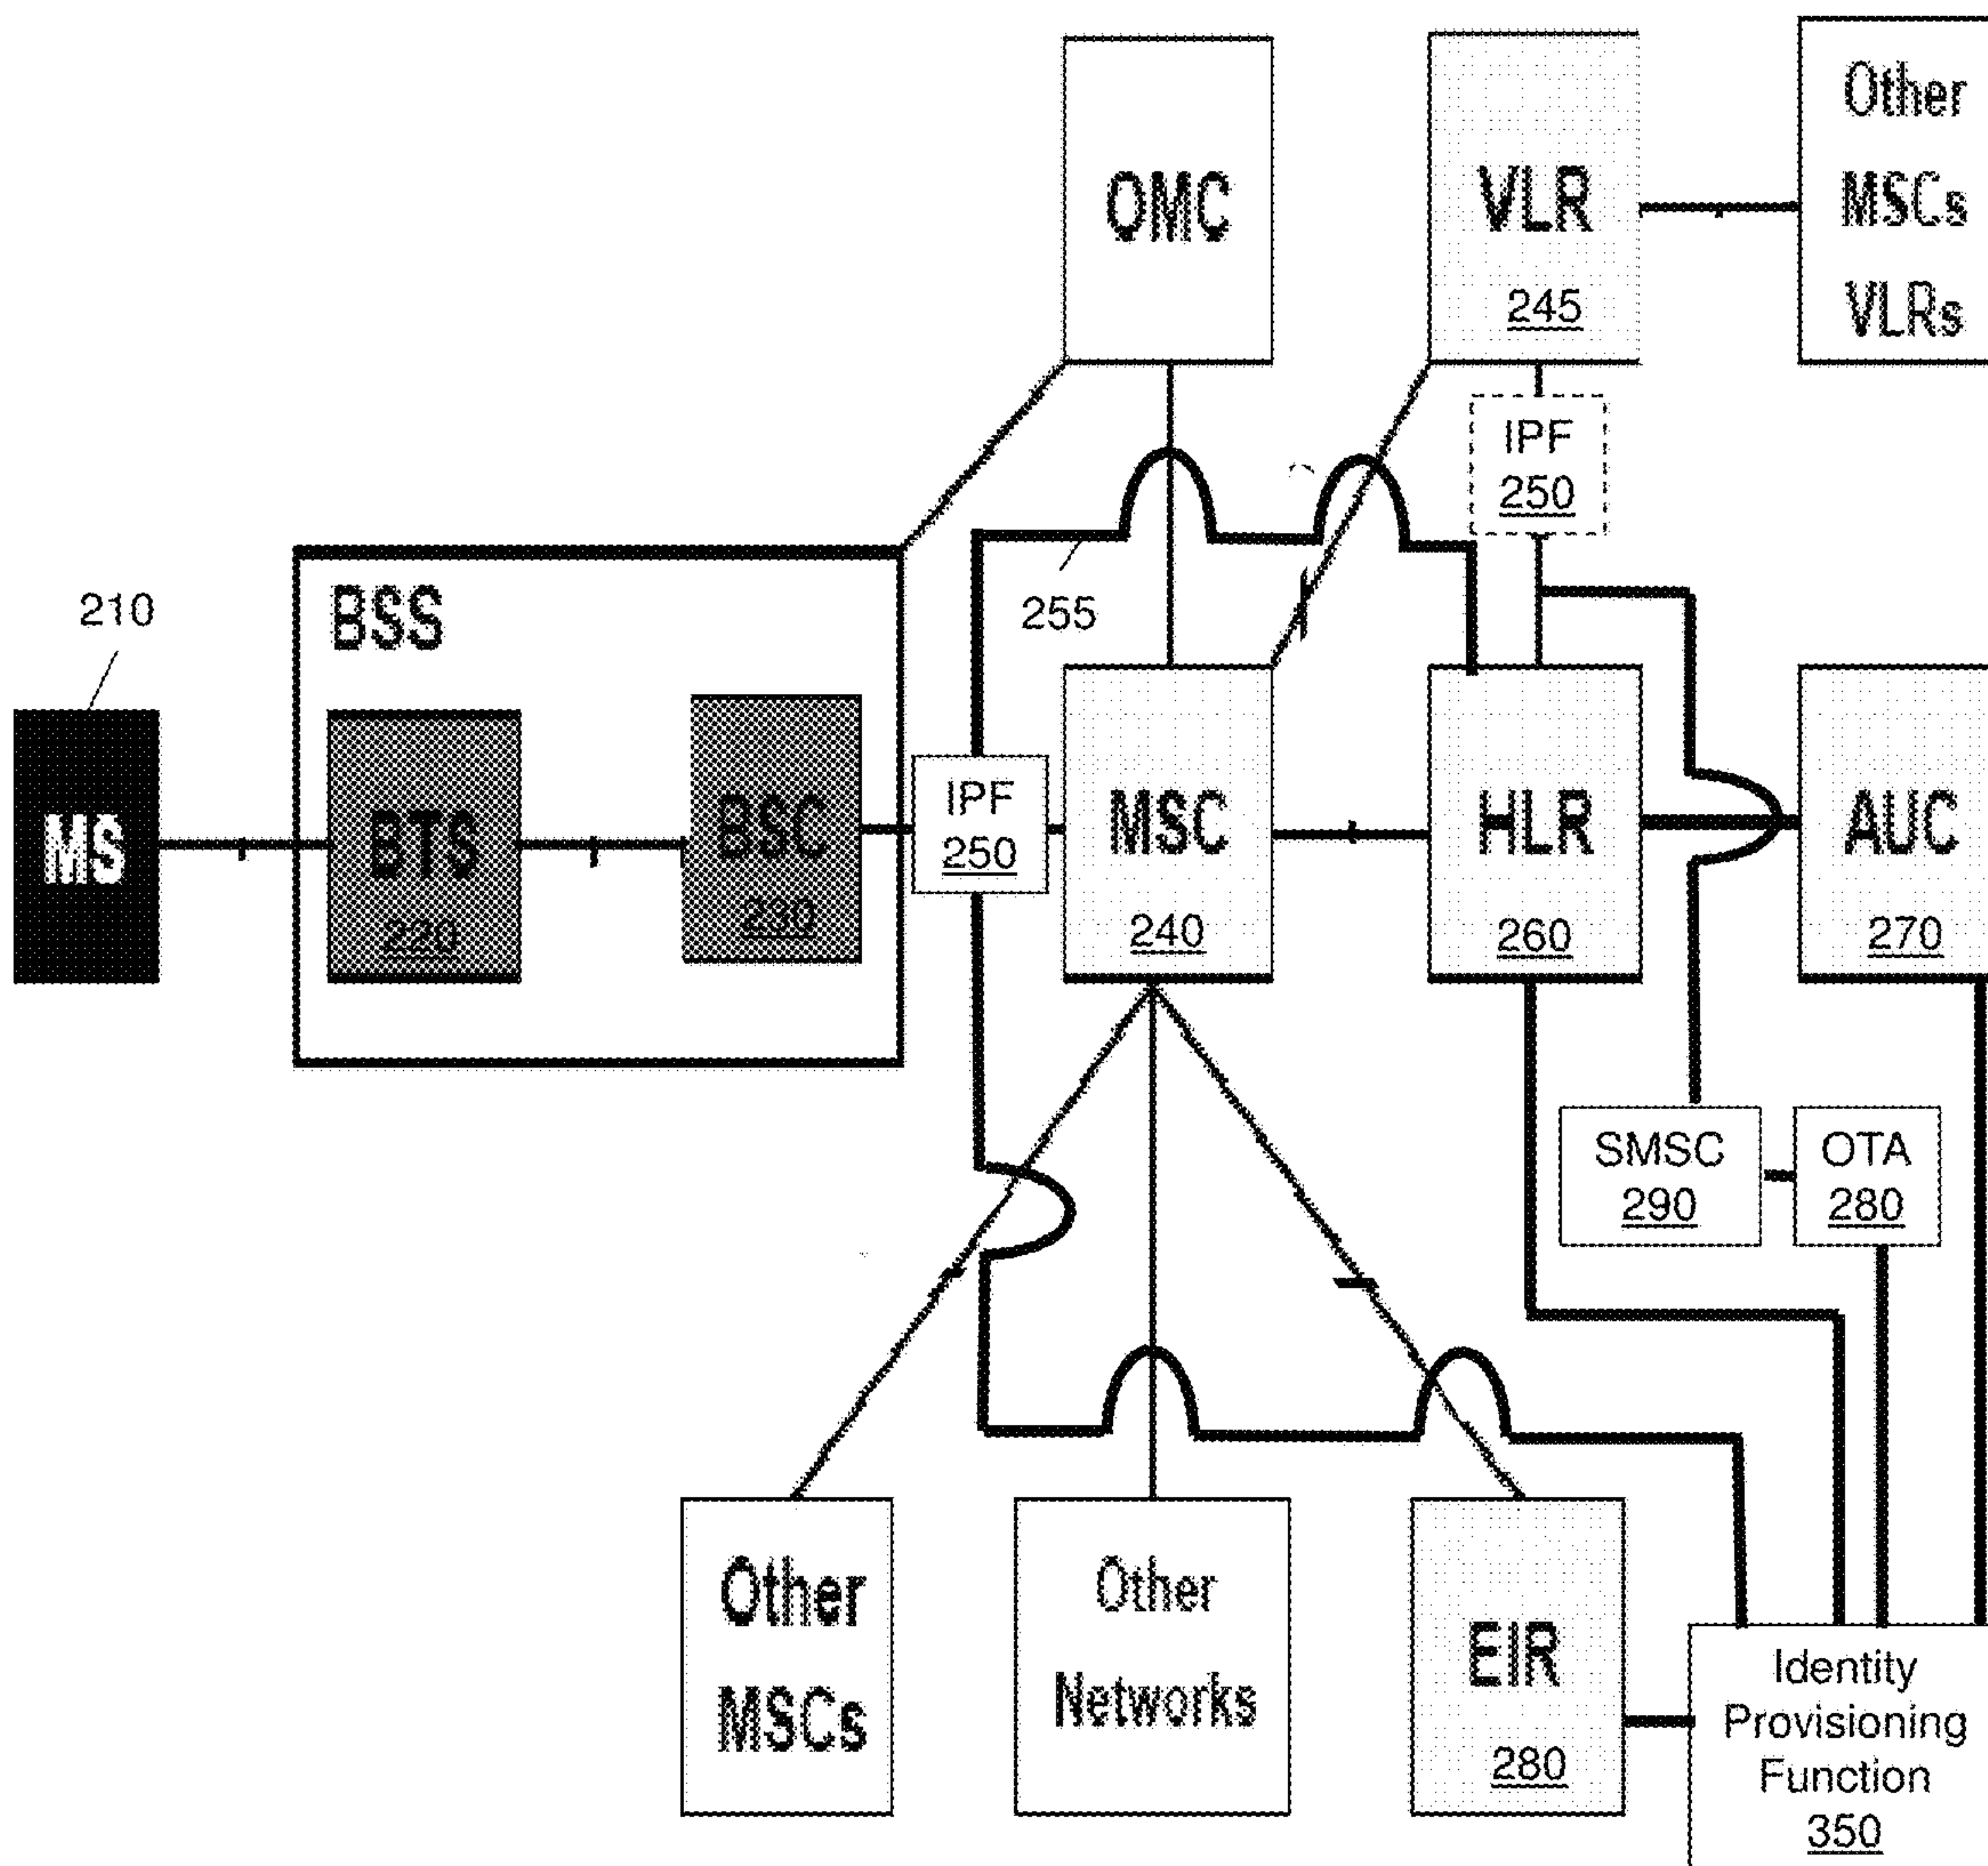 OMC
VLR
245
Other
MSCs
VLRs
IPF
250
255
210
BSS
MS
BTS
220
BSC
230
IPF
250
MSC
240
HLR
260
AUC
270
SMSC
290
OTA
280
Other
MSCs
Other
Networks
EIR
280
Identity
Provisioning
Function
350